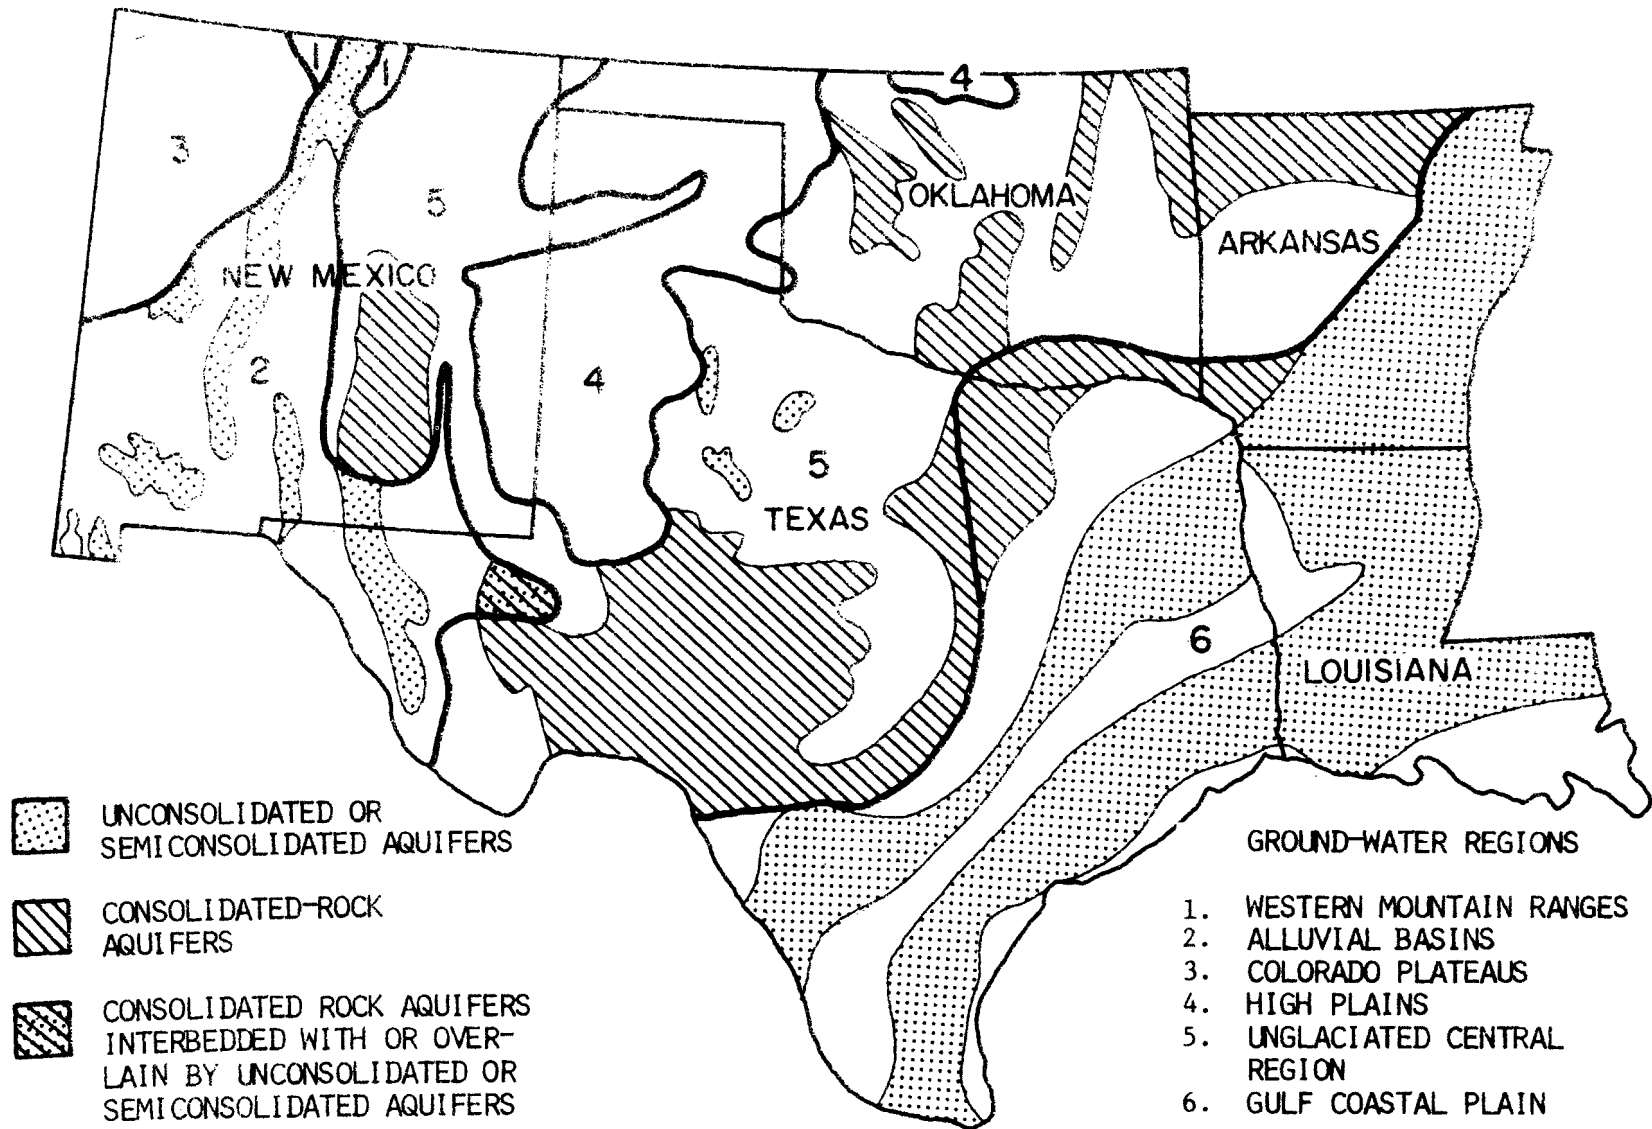 1
1
4
3
5
OKLAHOMA
ARKANSAS
NEW MEXICO
2
4
5
TEXAS
6
LOUISIANA
UNCONSOLIDATED OR
SEMICONSOLIDATED AQUIFERS
CONSOLIDATED-ROCK
AQUIFERS
CONSOLIDATED ROCK AQUIFERS
INTERBEDDED WITH OR OVER-
LAIN BY UNCONSOLIDATED OR
SEMICONSOLIDATED AQUIFERS
GROUND-WATER REGIONS
1. WESTERN MOUNTAIN RANGES
2. ALLUVIAL BASINS
3. COLORADO PLATEAUS
4. HIGH PLAINS
5. UNGLACIATED CENTRAL
REGION
6. GULF COASTAL PLAIN